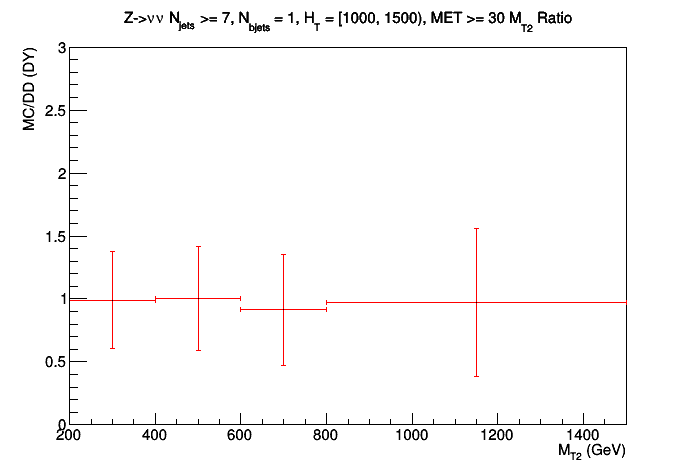 Z->νν N_jets >= 7, N_bjets = 1, H_T = [1000, 1500), MET >= 30 M_T2 Ratio
MC/DD (DY)
3
2.5
2
1.5
1
0.5
0
200 400 600 800 1000 1200 1400
M_T2 (GeV)